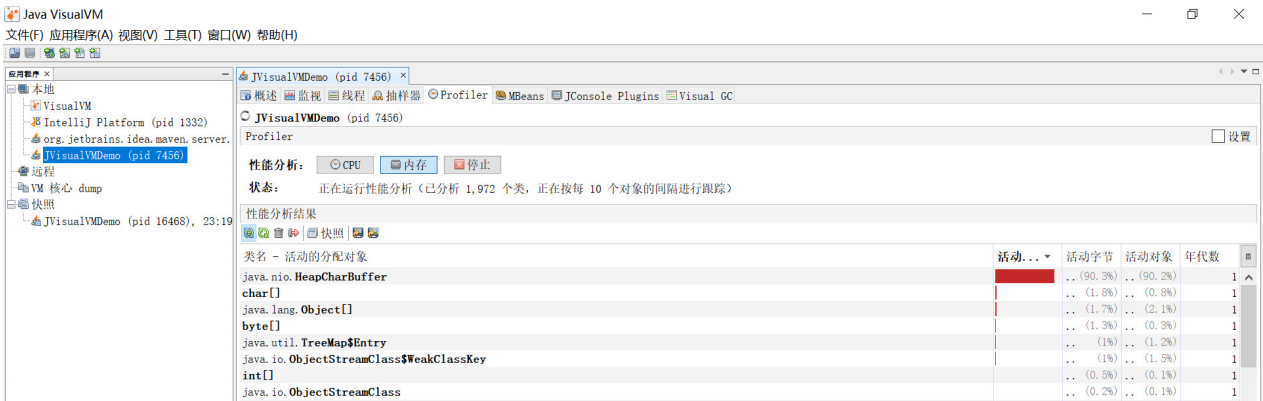 Java VisualVM
文件(F) 应用程序(A) 视图(V) 工具(T) 窗口(W) 帮助(H)
应用程序
本地
VisualVM
IntelliJ Platform (pid 1332)
org.jetbrains.idea.maven.server.
JVisualVMDemo (pid 7456)
远程
VM 核心 dump
快照
JVisualVMDemo (pid 16468), 23:19
JVisualVMDemo (pid 7456)
概述 监视 线程 抽样器 Profiler MBeans JConsole Plugins Visual GC
JVisualVMDemo (pid 7456)
Profiler 设置
性能分析: CPU 内存 停止
状态: 正在运行性能分析(已分析 1,972 个类, 正在按每 10 个对象的间隔进行跟踪)
性能分析结果
快照
类名 - 活动的分配对象 活动... 活动字节 活动对象 年代数
java.nio.HeapCharBuffer .. (90.3%) .. (90.2%) 1
char[] .. (1.8%) .. (0.8%) 1
java.lang.Object[] .. (1.7%) .. (2.1%) 1
byte[] .. (1.3%) .. (0.3%) 1
java.util.TreeMap$Entry .. (1%) .. (1.2%) 1
java.io.ObjectStreamClass$WeakClassKey .. (1%) .. (1.5%) 1
int[] .. (0.5%) .. (0.1%) 1
java.io.ObjectStreamClass .. (0.2%) .. (0.1%) 1